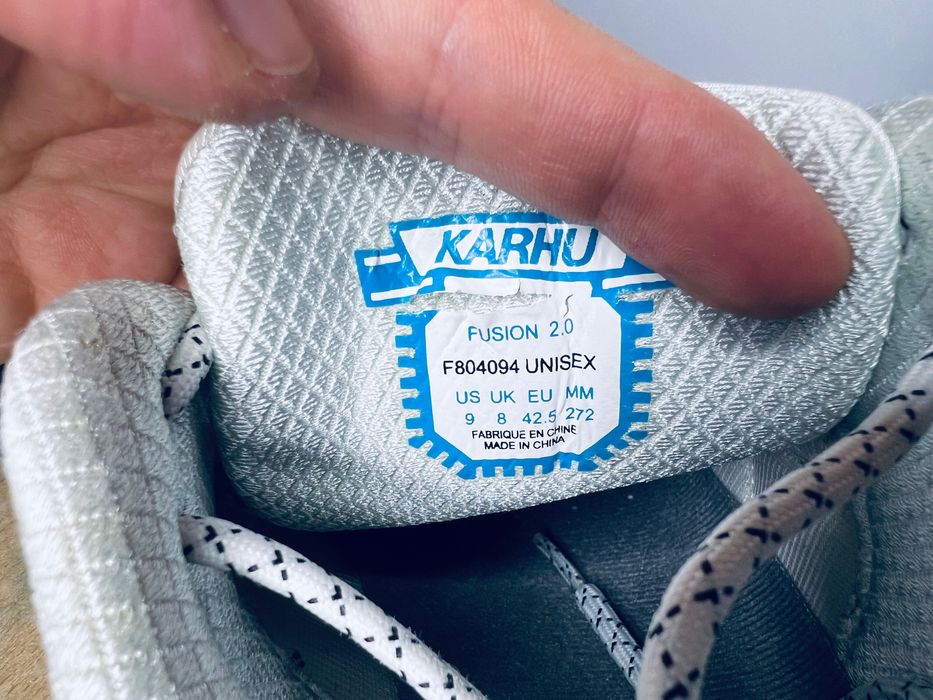 KARHU
FUSION 2.0
F804094 UNISEX
US UK EU MM
9 8 42.5 272
FABRIQUE EN CHINE
MADE IN CHINA